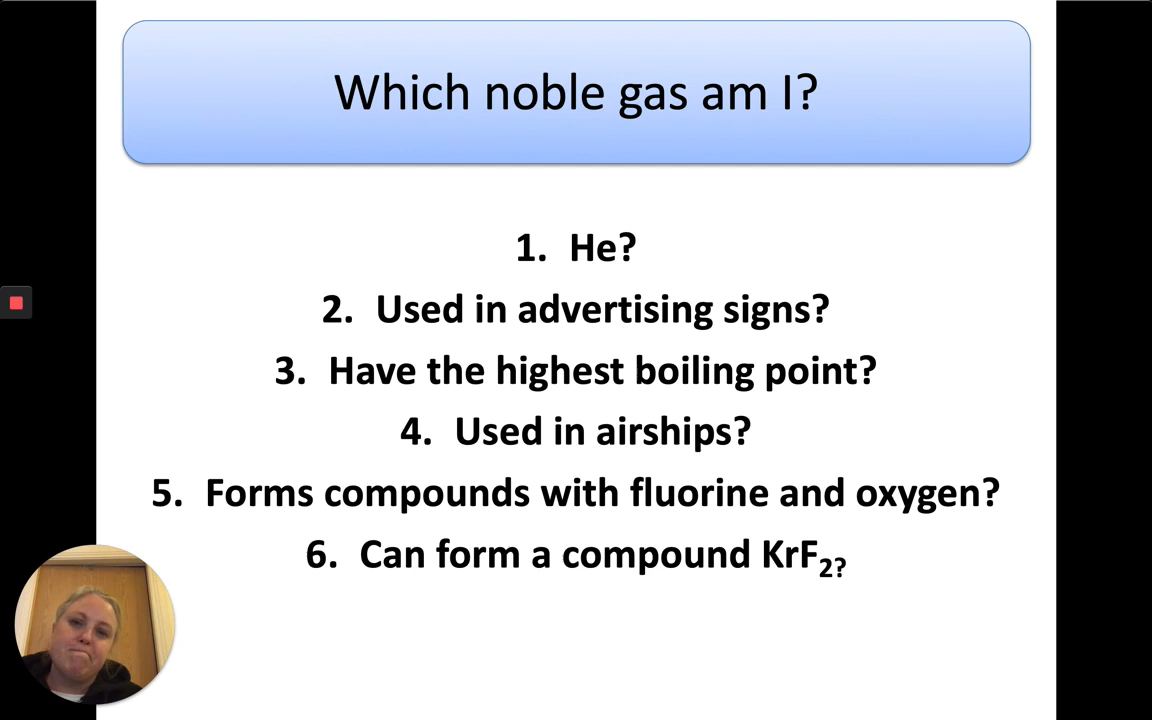 Which noble gas am I?
1. He?
2. Used in advertising signs?
3. Have the highest boiling point?
4. Used in airships?
5. Forms compounds with fluorine and oxygen?
6. Can form a compound KrF₂?